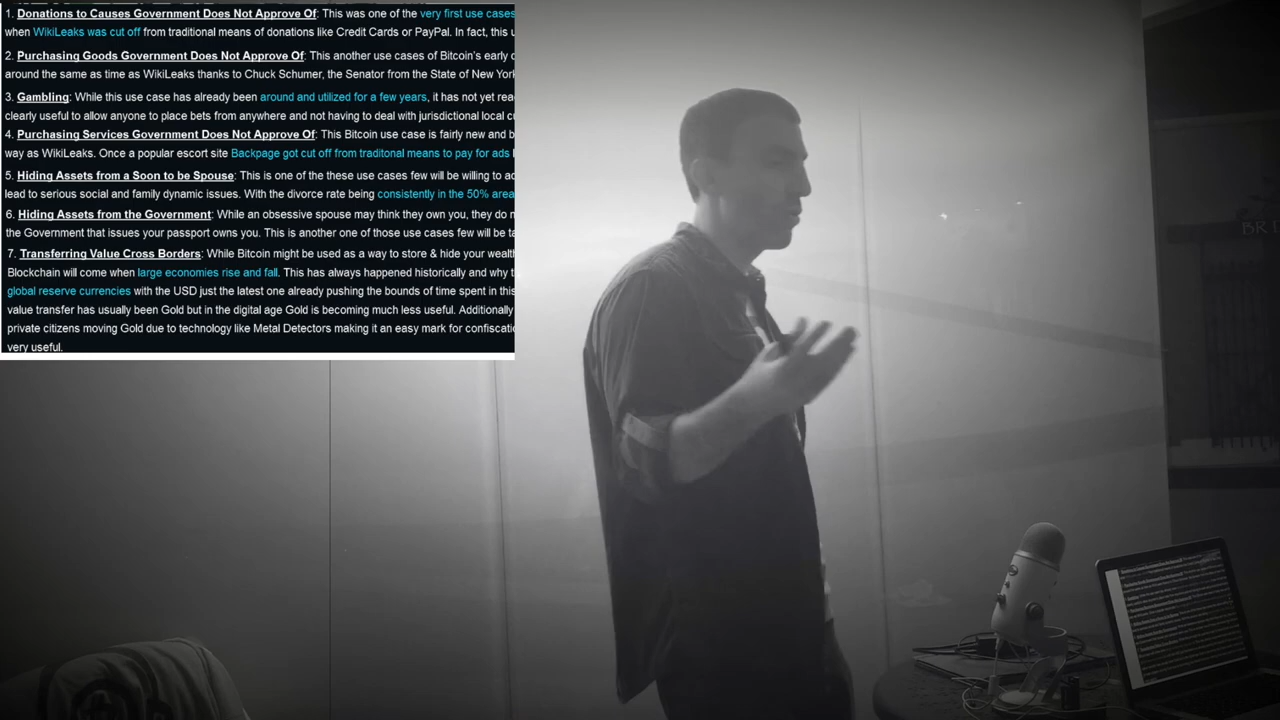 1. Donations to Causes Government Does Not Approve Of: This was one of the very first use cases
when WikiLeaks was cut off from traditional means of donations like Credit Cards or PayPal. In fact, this
2. Purchasing Goods Government Does Not Approve Of: This another use cases of Bitcoin's early
around the same as time as WikiLeaks thanks to Chuck Schumer, the Senator from the State of New York
3. Gambling: While this use case has already been around and utilized for a few years, it has not yet
clearly useful to allow anyone to place bets from anywhere and not having to deal with jurisdictional local
4. Purchasing Services Government Does Not Approve Of: This Bitcoin use case is fairly new and
way as WikiLeaks. Once a popular escort site Backpage got cut off from traditonal means to pay for ads
5. Hiding Assets from a Soon to be Spouse: This is one of the these use cases few will be willing to
lead to serious social and family dynamic issues. With the divorce rate being consistently in the 50% area
6. Hiding Assets from the Government: While an obsessive spouse may think they own you, they do
the Government that issues your passport owns you. This is another one of those use cases few will be
7. Transferring Value Cross Borders: While Bitcoin might be used as a way to store & hide your wealth
Blockchain will come when large economies rise and fall. This has always happened historically and why
global reserve currencies with the USD just the latest one already pushing the bounds of time spent in this
value transfer has usually been Gold but in the digital age Gold is becoming much less useful. Additionally
private citizens moving Gold due to technology like Metal Detectors making it an easy mark for
very useful.